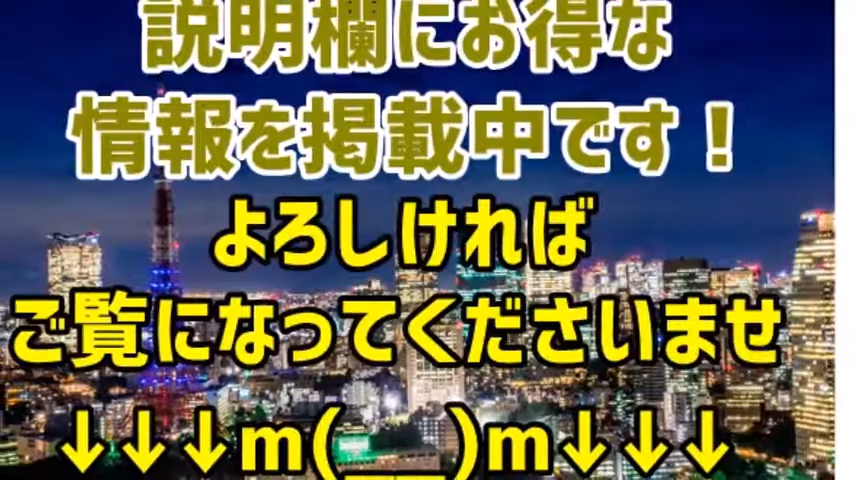 説明欄にお得な
情報を掲載中です！
よろしければ
ご覧になってくださいませ
↓↓↓m(__)m↓↓↓